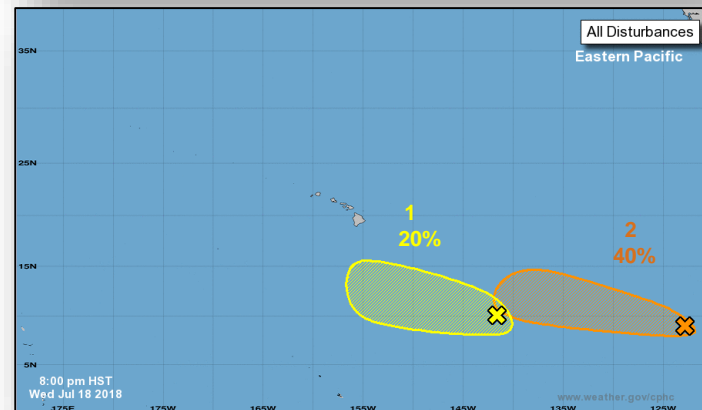 All Disturbances
Eastern Pacific
35N
25N
1
20%
2
40%
15N
5N
8:00 pm HST
Wed Jul 18 2018
www.weather.gov/cphc
175E
175W
165W
155W
145W
135W
125W